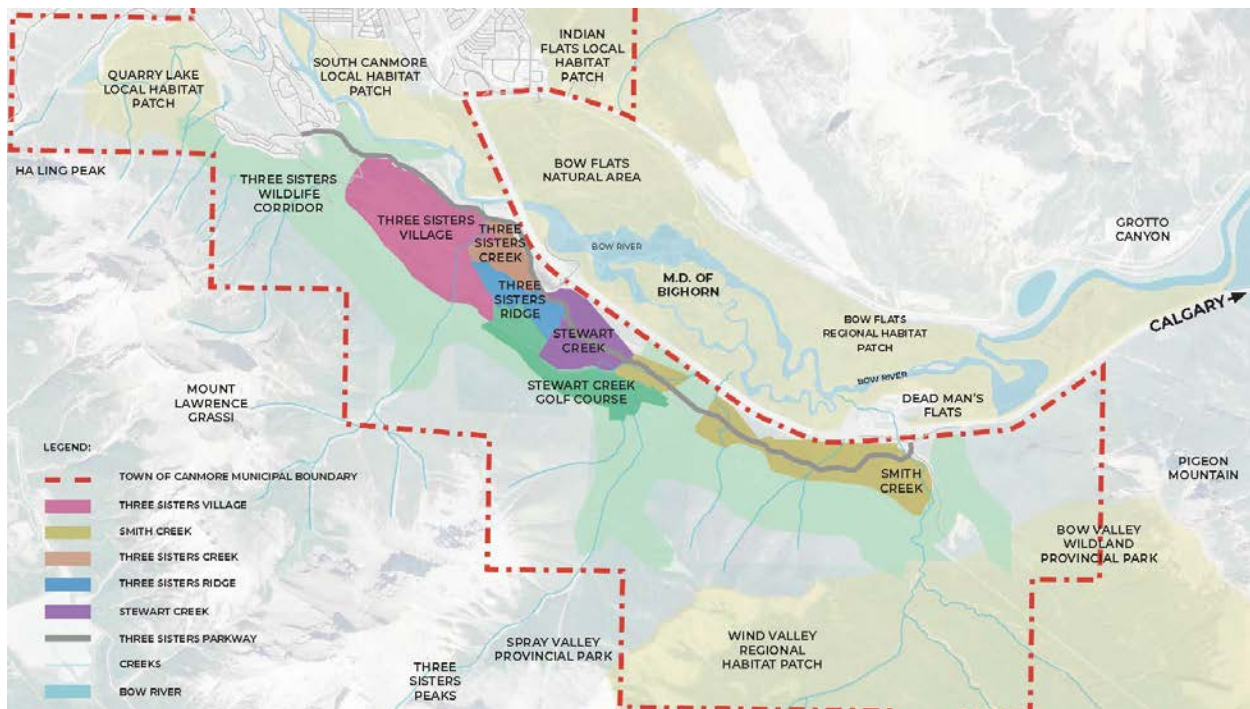 QUARRY LAKE
LOCAL HABITAT
PATCH
SOUTH CANMORE
LOCAL HABITAT
PATCH
INDIAN
FLATS LOCAL
HABITAT
PATCH
HA LING PEAK
THREE SISTERS
WILDLIFE
CORRIDOR
BOW FLATS
NATURAL AREA
THREE SISTERS
VILLAGE
THREE
SISTERS
CREEK
BOW RIVER
GROTTO
CANYON
THREE
SISTERS
RIDGE
M.D. OF
BIGHORN
STEWART
CREEK
BOW FLATS
REGIONAL HABITAT
PATCH
CALGARY
STEWART CREEK
GOLF COURSE
BOW RIVER
DEAD MAN'S
FLATS
MOUNT
LAWRENCE
GRASSI
SMITH
CREEK
PIGEON
MOUNTAIN
BOW VALLEY
WILDLAND
PROVINCIAL PARK
SPRAY VALLEY
PROVINCIAL PARK
WIND VALLEY
REGIONAL
HABITAT PATCH
THREE
SISTERS
PEAKS
LEGEND:
TOWN OF CANMORE MUNICIPAL BOUNDARY
THREE SISTERS VILLAGE
SMITH CREEK
THREE SISTERS CREEK
THREE SISTERS RIDGE
STEWART CREEK
THREE SISTERS PARKWAY
CREEKS
BOW RIVER